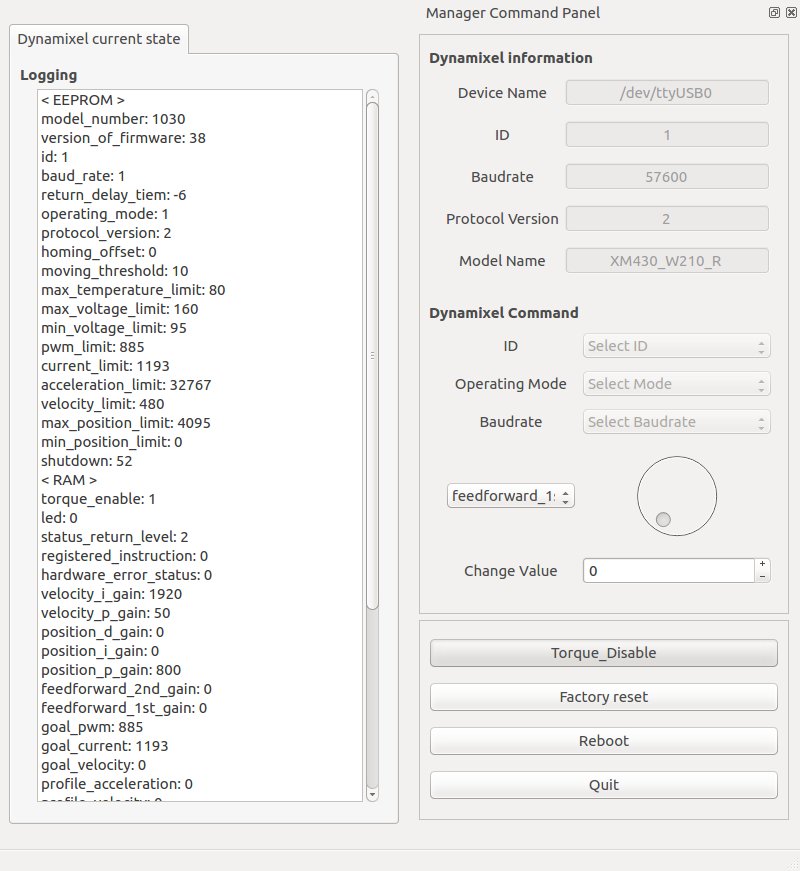 Manager Command Panel
Dynamixel current state
Logging
< EEPROM >
model_number: 1030
version_of_firmware: 38
id: 1
baud_rate: 1
return_delay_tiem: -6
operating_mode: 1
protocol_version: 2
homing_offset: 0
moving_threshold: 10
max_temperature_limit: 80
max_voltage_limit: 160
min_voltage_limit: 95
pwm_limit: 885
current_limit: 1193
acceleration_limit: 32767
velocity_limit: 480
max_position_limit: 4095
min_position_limit: 0
shutdown: 52
< RAM >
torque_enable: 1
led: 0
status_return_level: 2
registered_instruction: 0
hardware_error_status: 0
velocity_i_gain: 1920
velocity_p_gain: 50
position_d_gain: 0
position_i_gain: 0
position_p_gain: 800
feedforward_2nd_gain: 0
feedforward_1st_gain: 0
goal_pwm: 885
goal_current: 1193
goal_velocity: 0
profile_acceleration: 0
profile_velocity: 0
Dynamixel information
Device Name /dev/ttyUSB0
ID 1
Baudrate 57600
Protocol Version 2
Model Name XM430_W210_R
Dynamixel Command
ID Select ID
Operating Mode Select Mode
Baudrate Select Baudrate
feedforward_1s
Change Value 0
Torque_Disable
Factory reset
Reboot
Quit